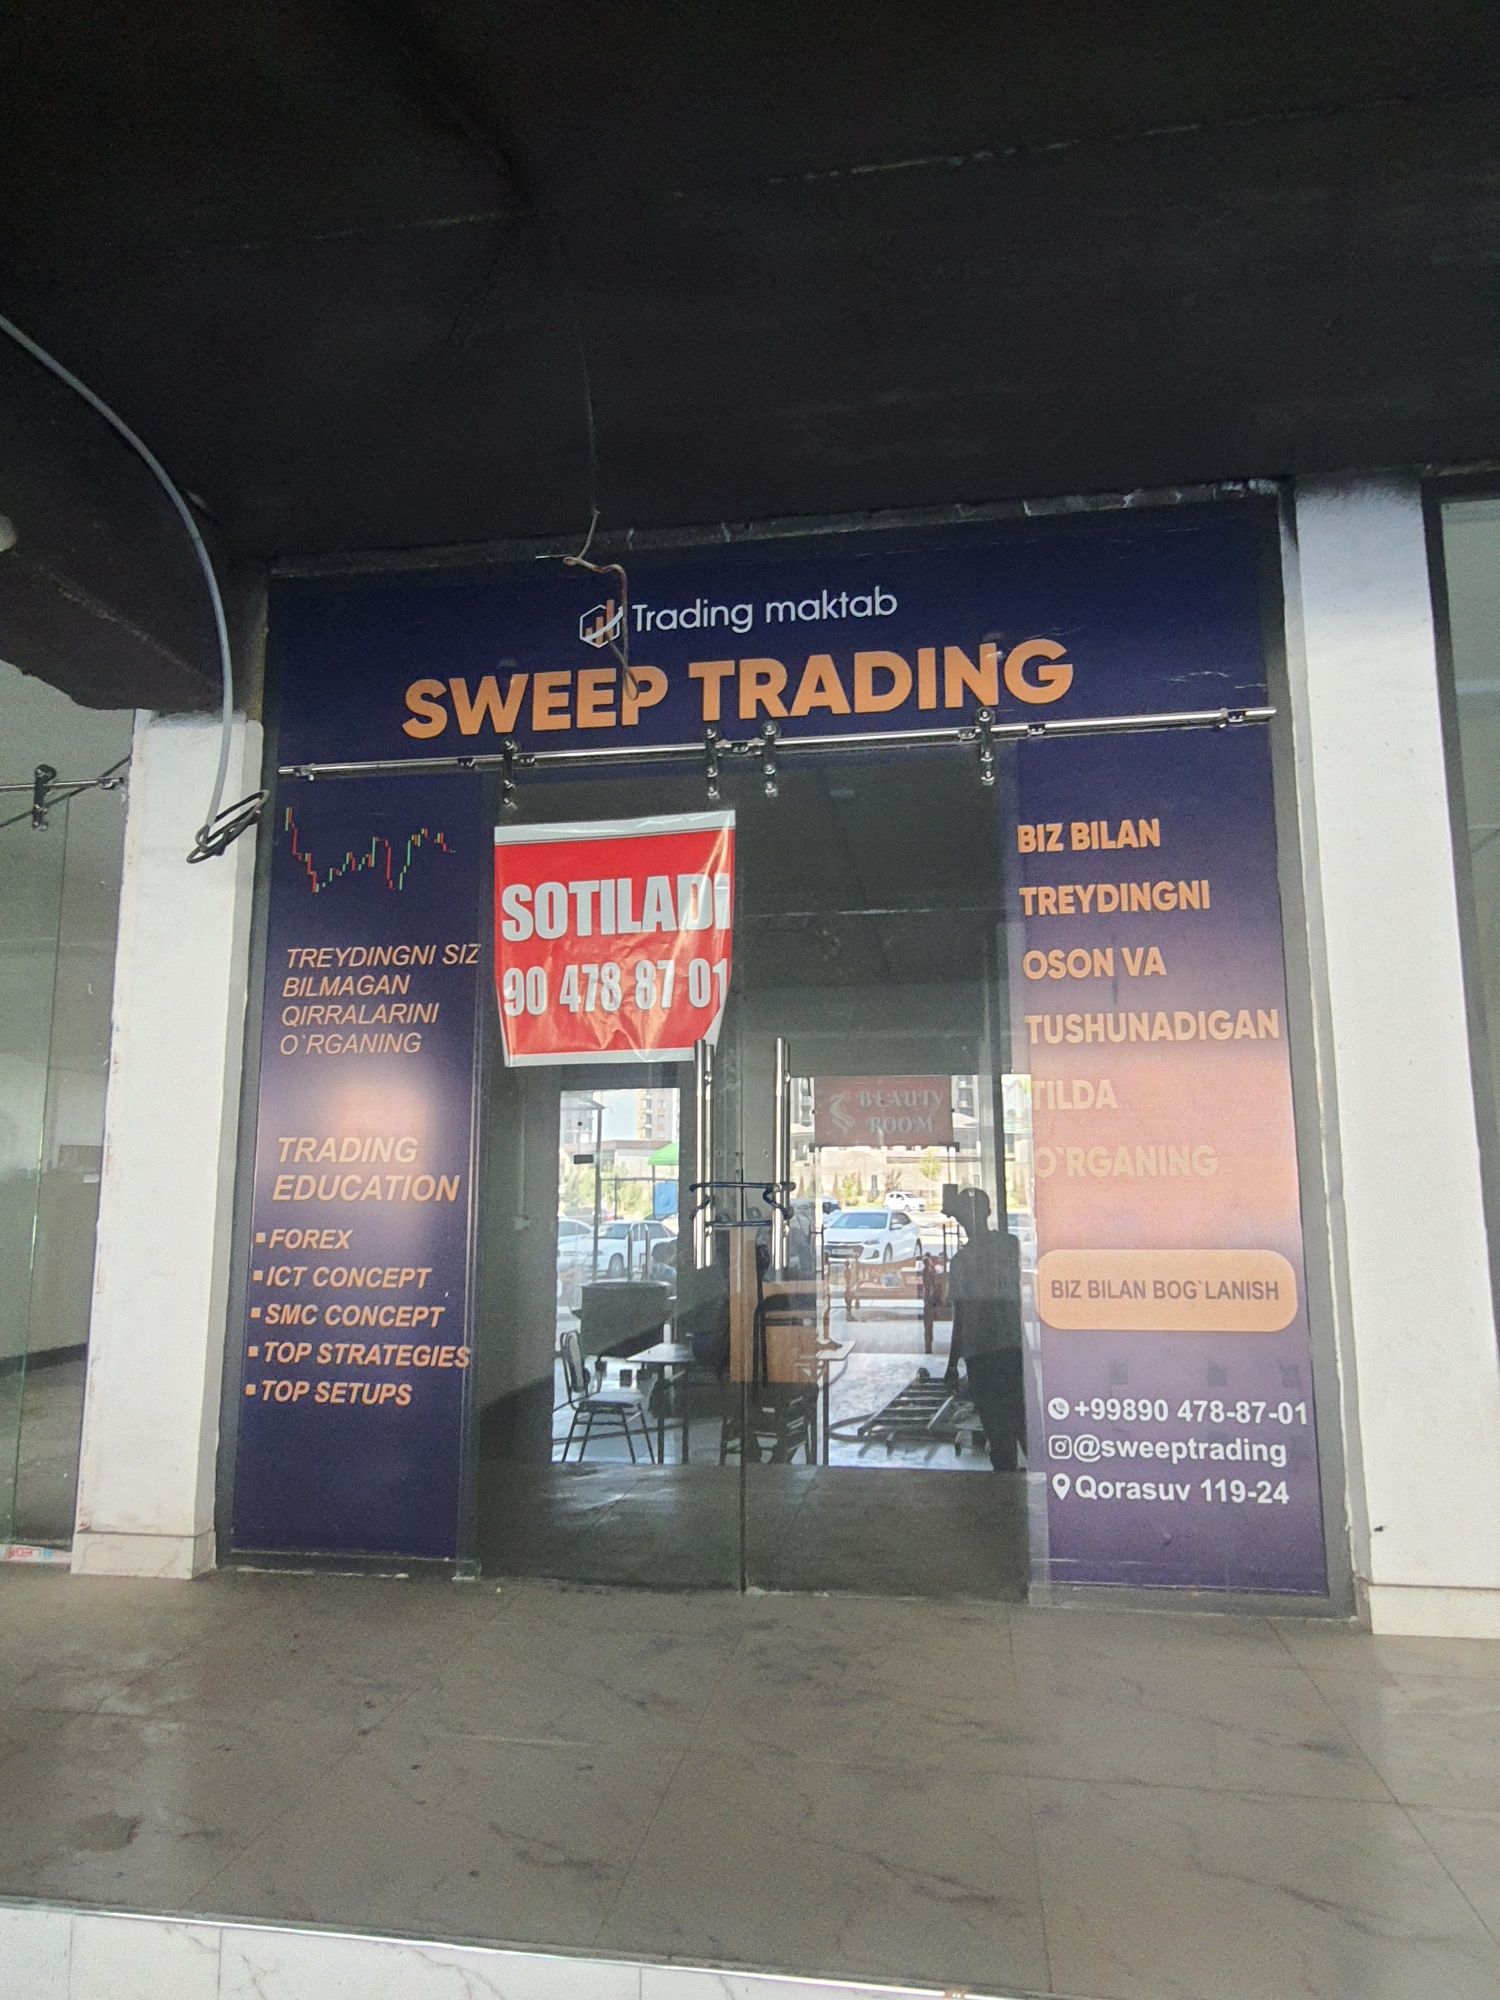 Trading maktab
SWEEP TRADING
TREYDINGNI SIZ
BILMAGAN
QIRRALARINI
O`RGANING
TRADING
EDUCATION
FOREX
ICT CONCEPT
SMC CONCEPT
TOP STRATEGIES
TOP SETUPS
SOTILADI
90 478 87 01
BEAUTY
ROOM
BIZ BILAN
TREYDINGNI
OSON VA
TUSHUNADIGAN
TILDA
O`RGANING
BIZ BILAN BOG`LANISH
+99890 478-87-01
@sweeptrading
Qorasuv 119-24